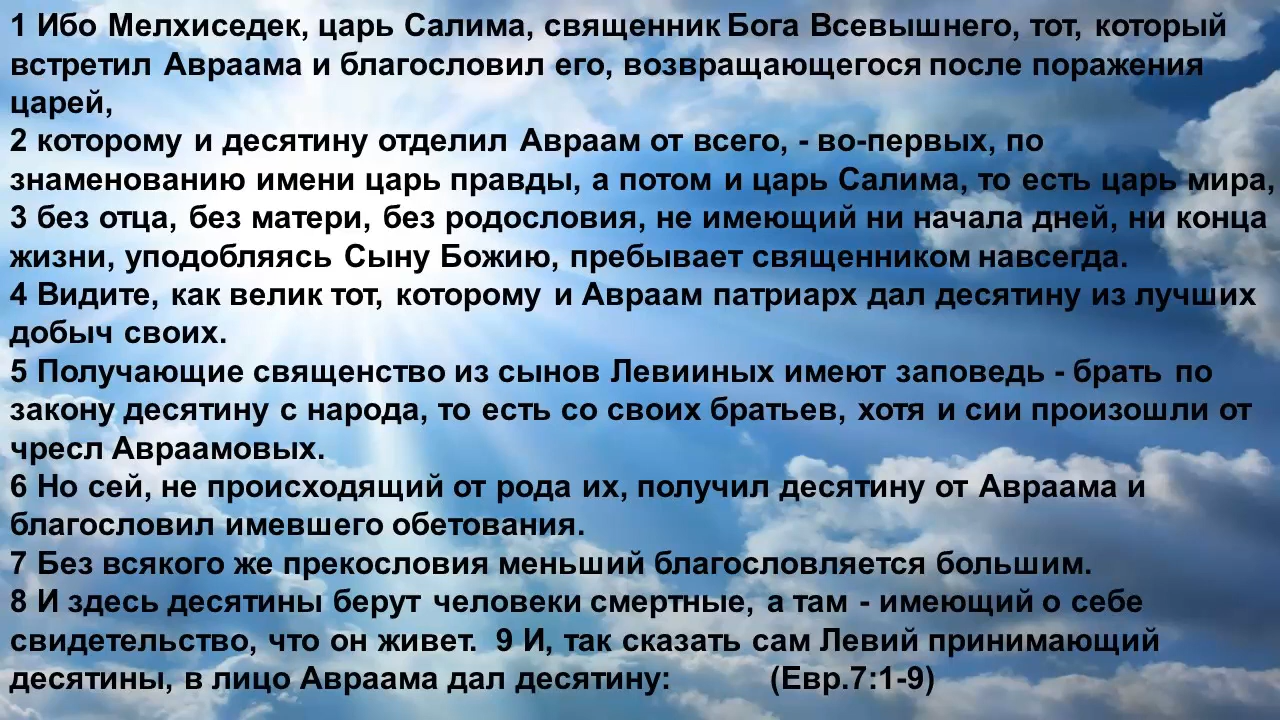 1 Ибо Мелхиседек, царь Салима, священник Бога Всевышнего, тот, который
встретил Авраама и благословил его, возвращающегося после поражения
царей,
2 которому и десятину отделил Авраам от всего, - во-первых, по
знаменованию имени царь правды, а потом и царь Салима, то есть царь мира,
3 без отца, без матери, без родословия, не имеющий ни начала дней, ни конца
жизни, уподобляясь Сыну Божию, пребывает священником навсегда.
4 Видите, как велик тот, которому и Авраам патриарх дал десятину из лучших
добыч своих.
5 Получающие священство из сынов Левииных имеют заповедь - брать по
закону десятину с народа, то есть со своих братьев, хотя и сии произошли от
чресл Авраамовых.
6 Но сей, не происходящий от рода их, получил десятину от Авраама и
благословил имевшего обетования.
7 Без всякого же прекословия меньший благословляется большим.
8 И здесь десятины берут человеки смертные, а там - имеющий о себе
свидетельство, что он живет. 9 И, так сказать сам Левий принимающий
десятины, в лицо Авраама дал десятину: (Евр.7:1-9)